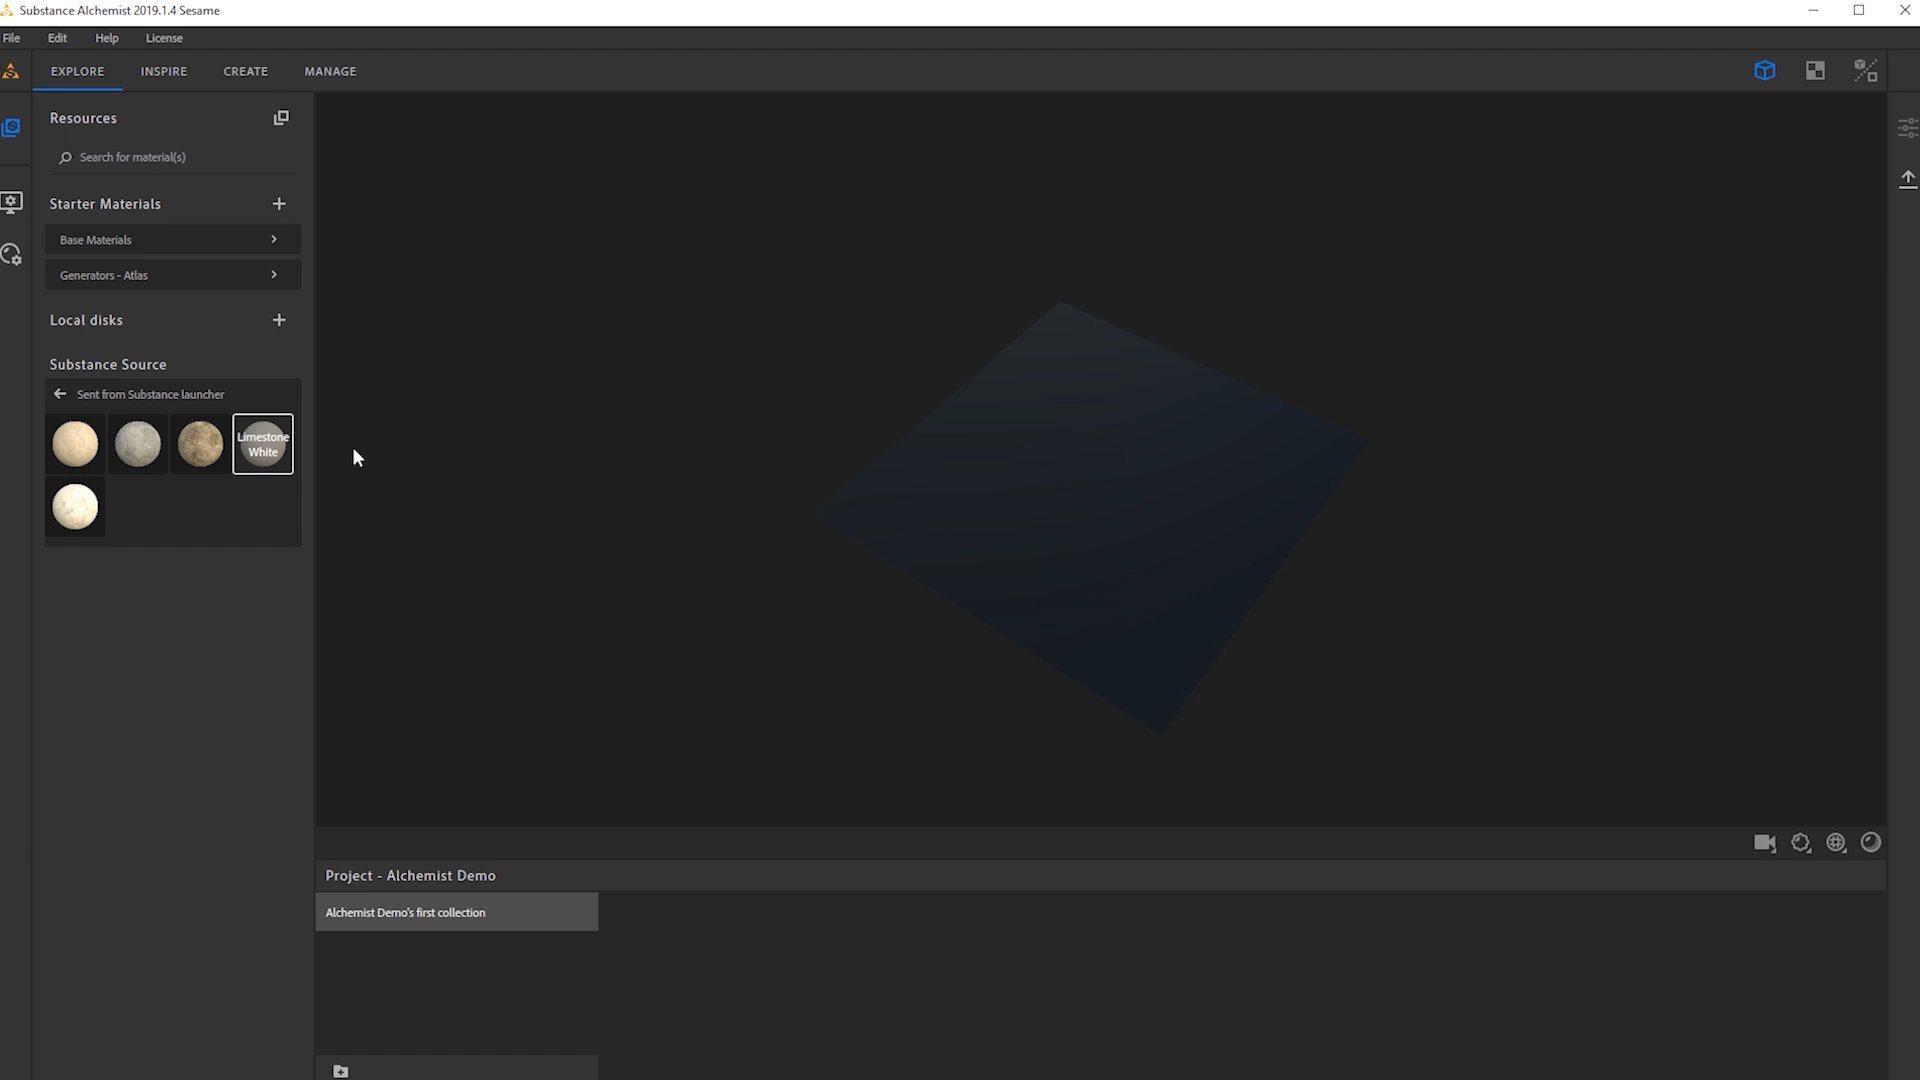 Substance Alchemist 2019.1.4 Sesame
File Edit Help License
EXPLORE INSPIRE CREATE MANAGE
Resources
Search for material(s)
Starter Materials
Base Materials
Generators - Atlas
Local disks
Substance Source
Sent from Substance launcher
Limestone
White
Project - Alchemist Demo
Alchemist Demo's first collection